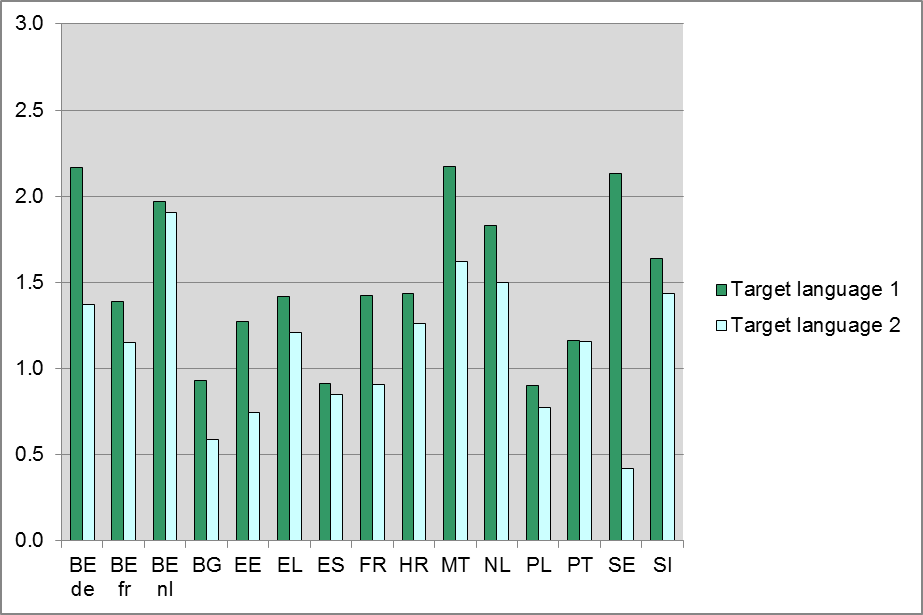 3.0
2.5
2.0
1.5
1.0
0.5
0.0
BE de
BE fr
BE nl
BG
EE
EL
ES
FR
HR
MT
NL
PL
PT
SE
SI
Target language 1
Target language 2